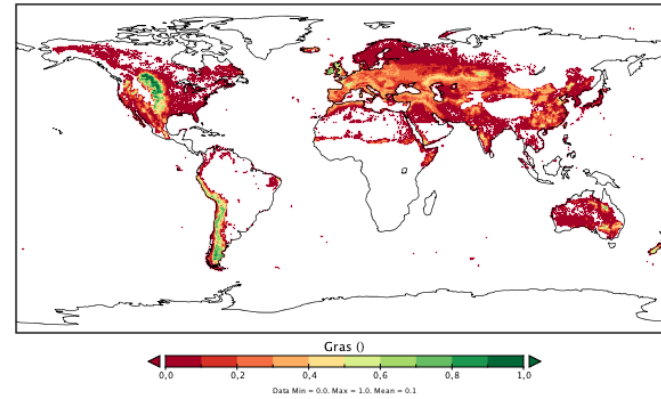 Gras ()
0,0 0,2 0,4 0,6 0,8 1,0
Data Min = 0.0, Max = 1.0, Mean = 0.1